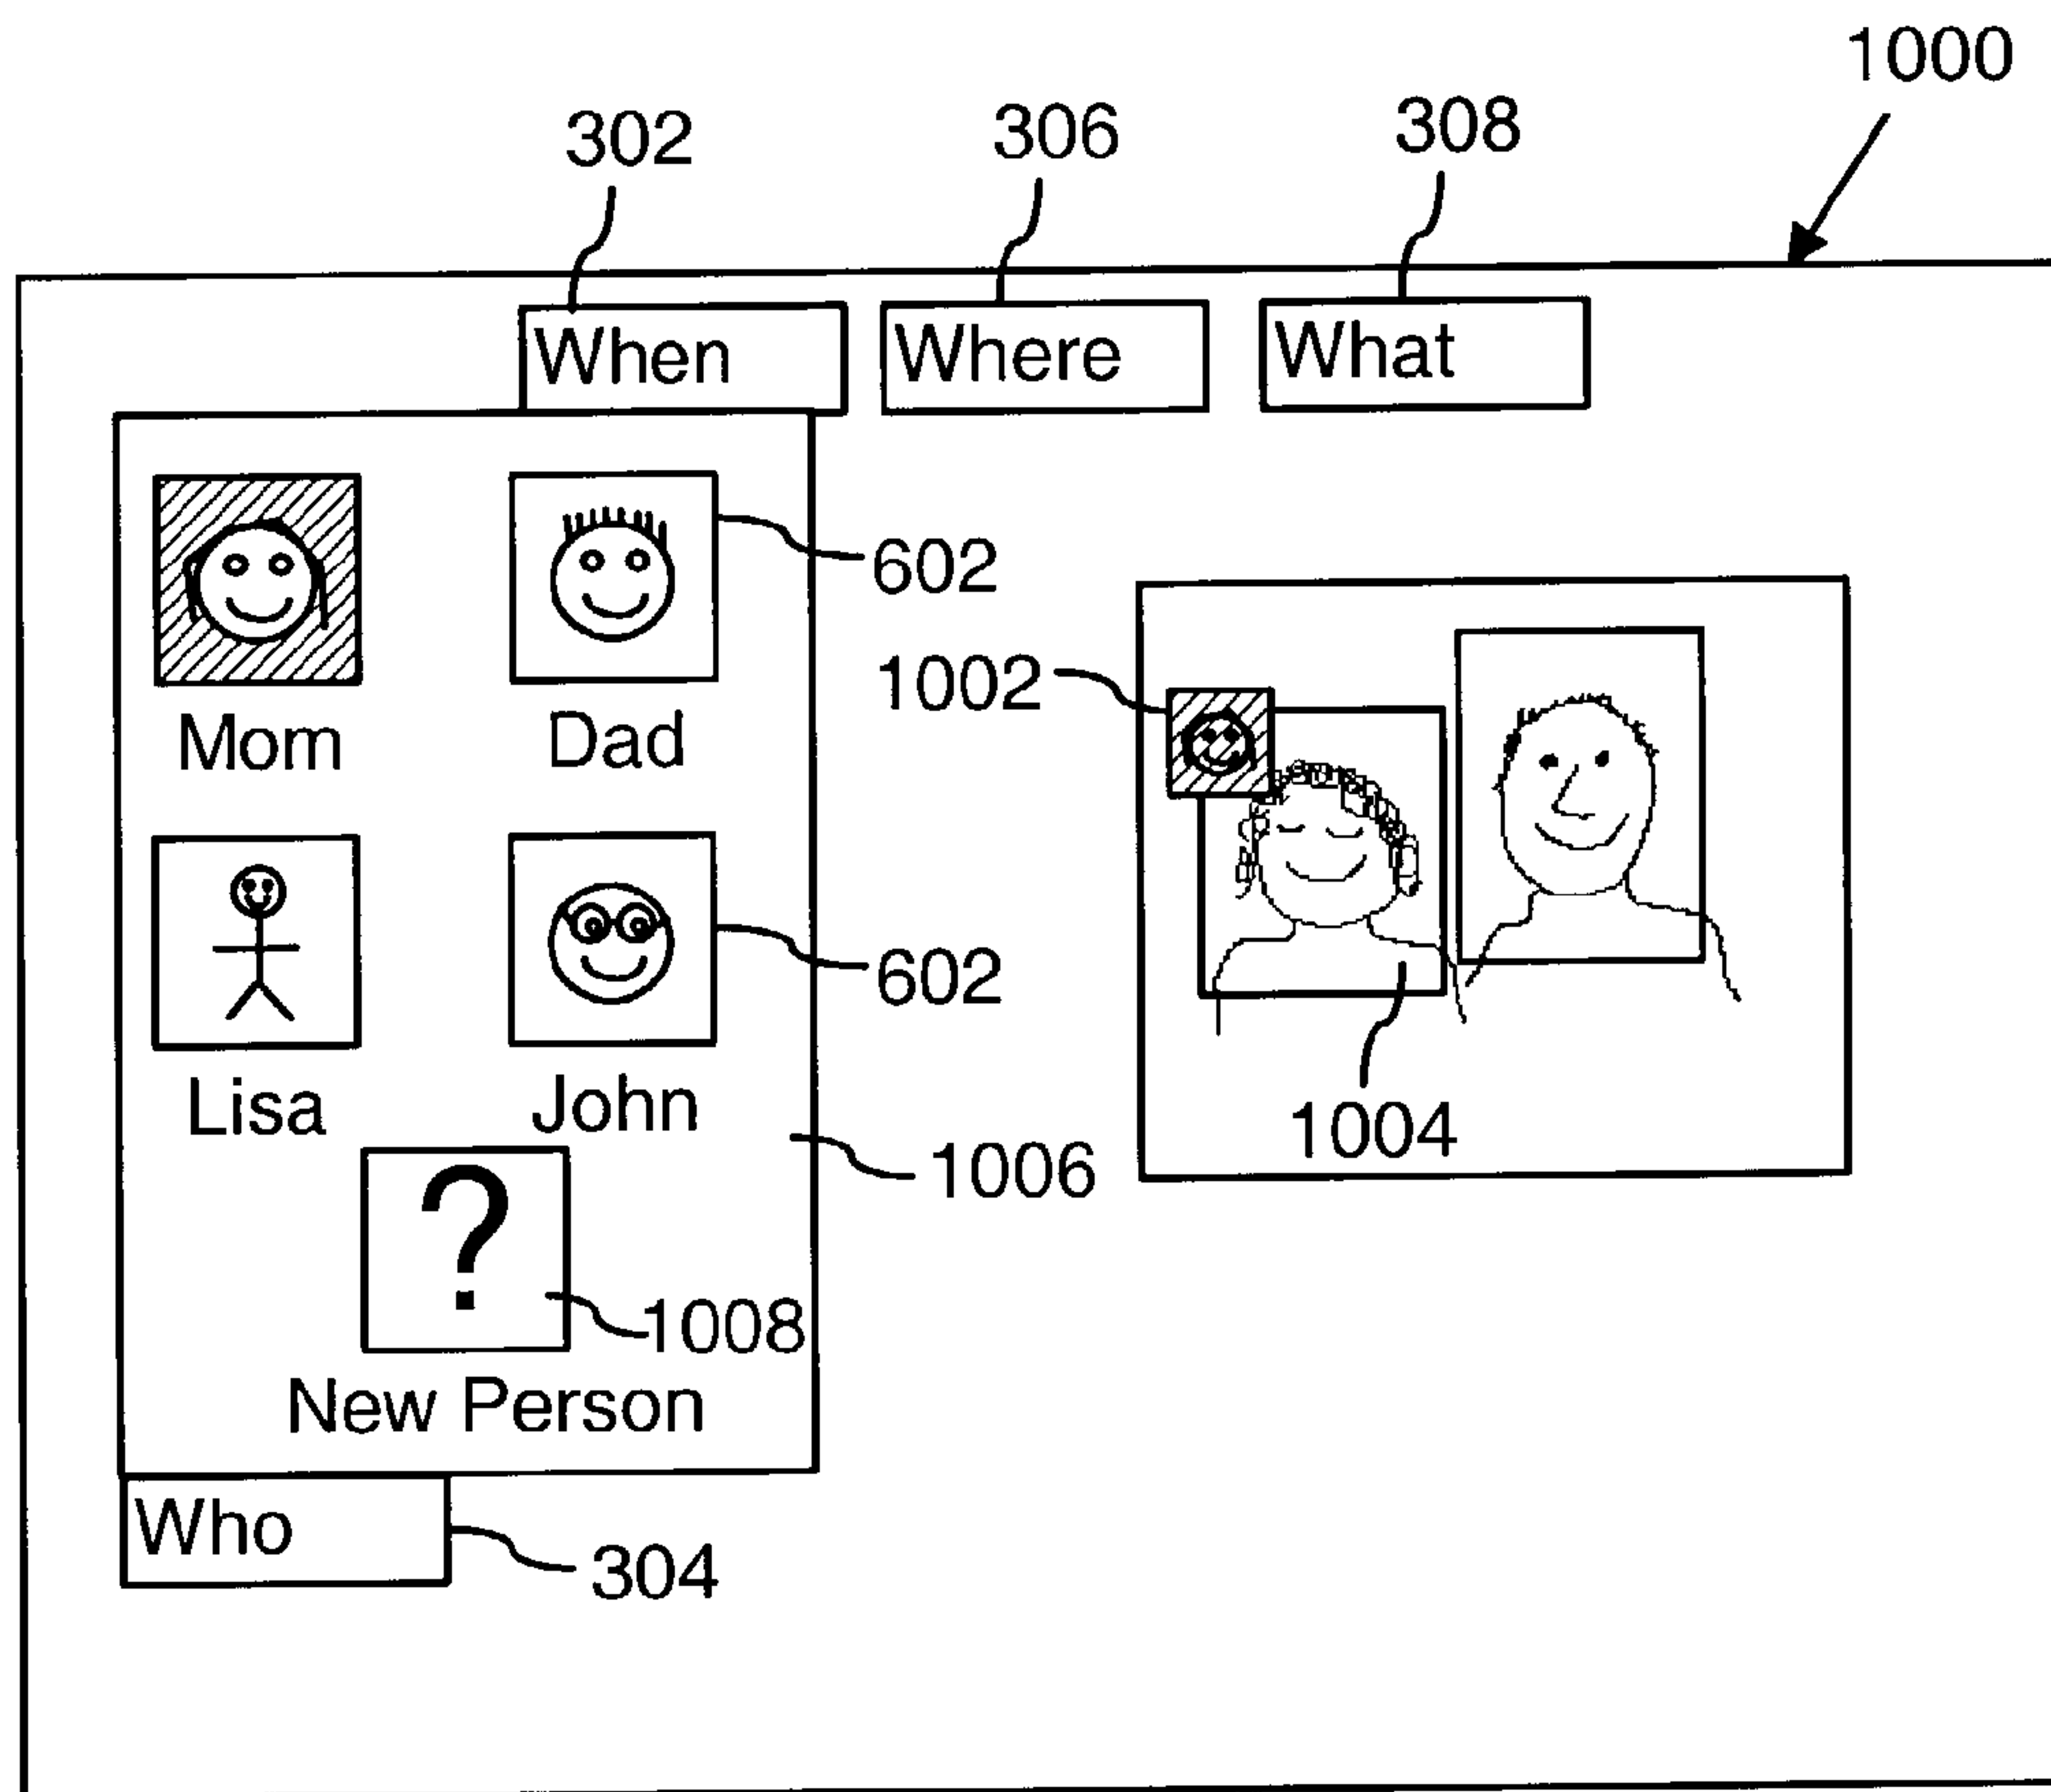 1000
302 306 308
When Where What
602
1002
Mom Dad
602
Lisa John
1004
1006
?
1008
New Person
Who
304